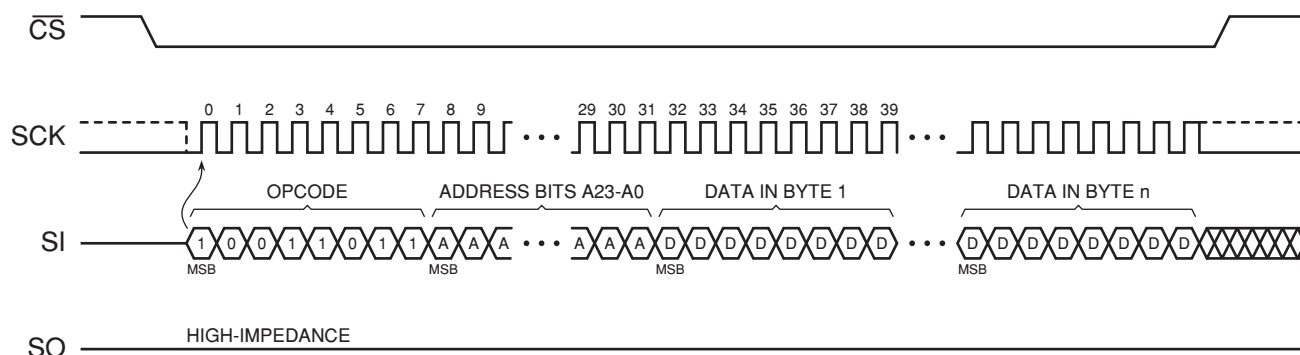 CS
0 1 2 3 4 5 6 7 8 9 29 30 31 32 33 34 35 36 37 38 39
SCK
OPCODE ADDRESS BITS A23-A0 DATA IN BYTE 1 DATA IN BYTE n
SI 1 0 0 1 1 0 1 1 A A A A A A D D D D D D D D D D D D D D D D
MSB MSB MSB MSB
HIGH-IMPEDANCE
SO